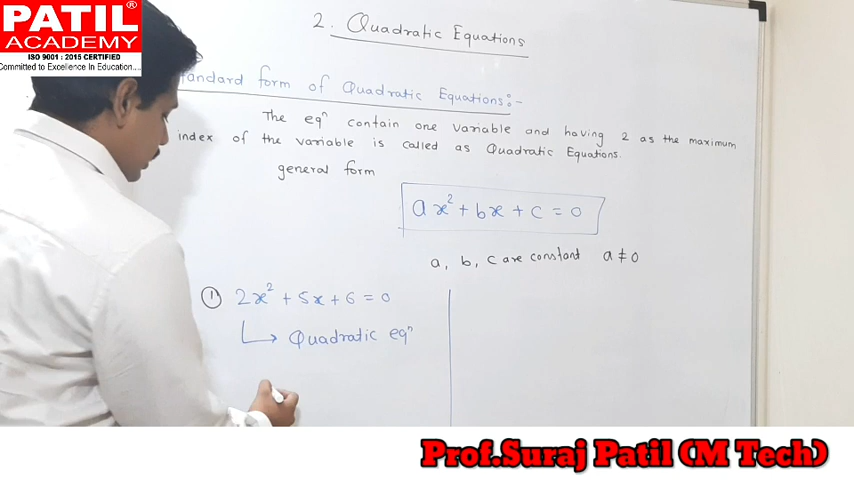 PATIL®
ACADEMY
ISO 9001 : 2015 CERTIFIED
Committed to Excellence In Education....
2. Quadratic Equations
tandard form of Quadratic Equations:-
The eqⁿ contain one variable and having 2 as the maximum
index of the variable is called as Quadratic Equations.
general form
ax² + bx + c = 0
a, b, c are constant a ≠ 0
① 2x² + 5x + 6 = 0
↳ Quadratic eqⁿ
Prof.Suraj Patil(M Tech)